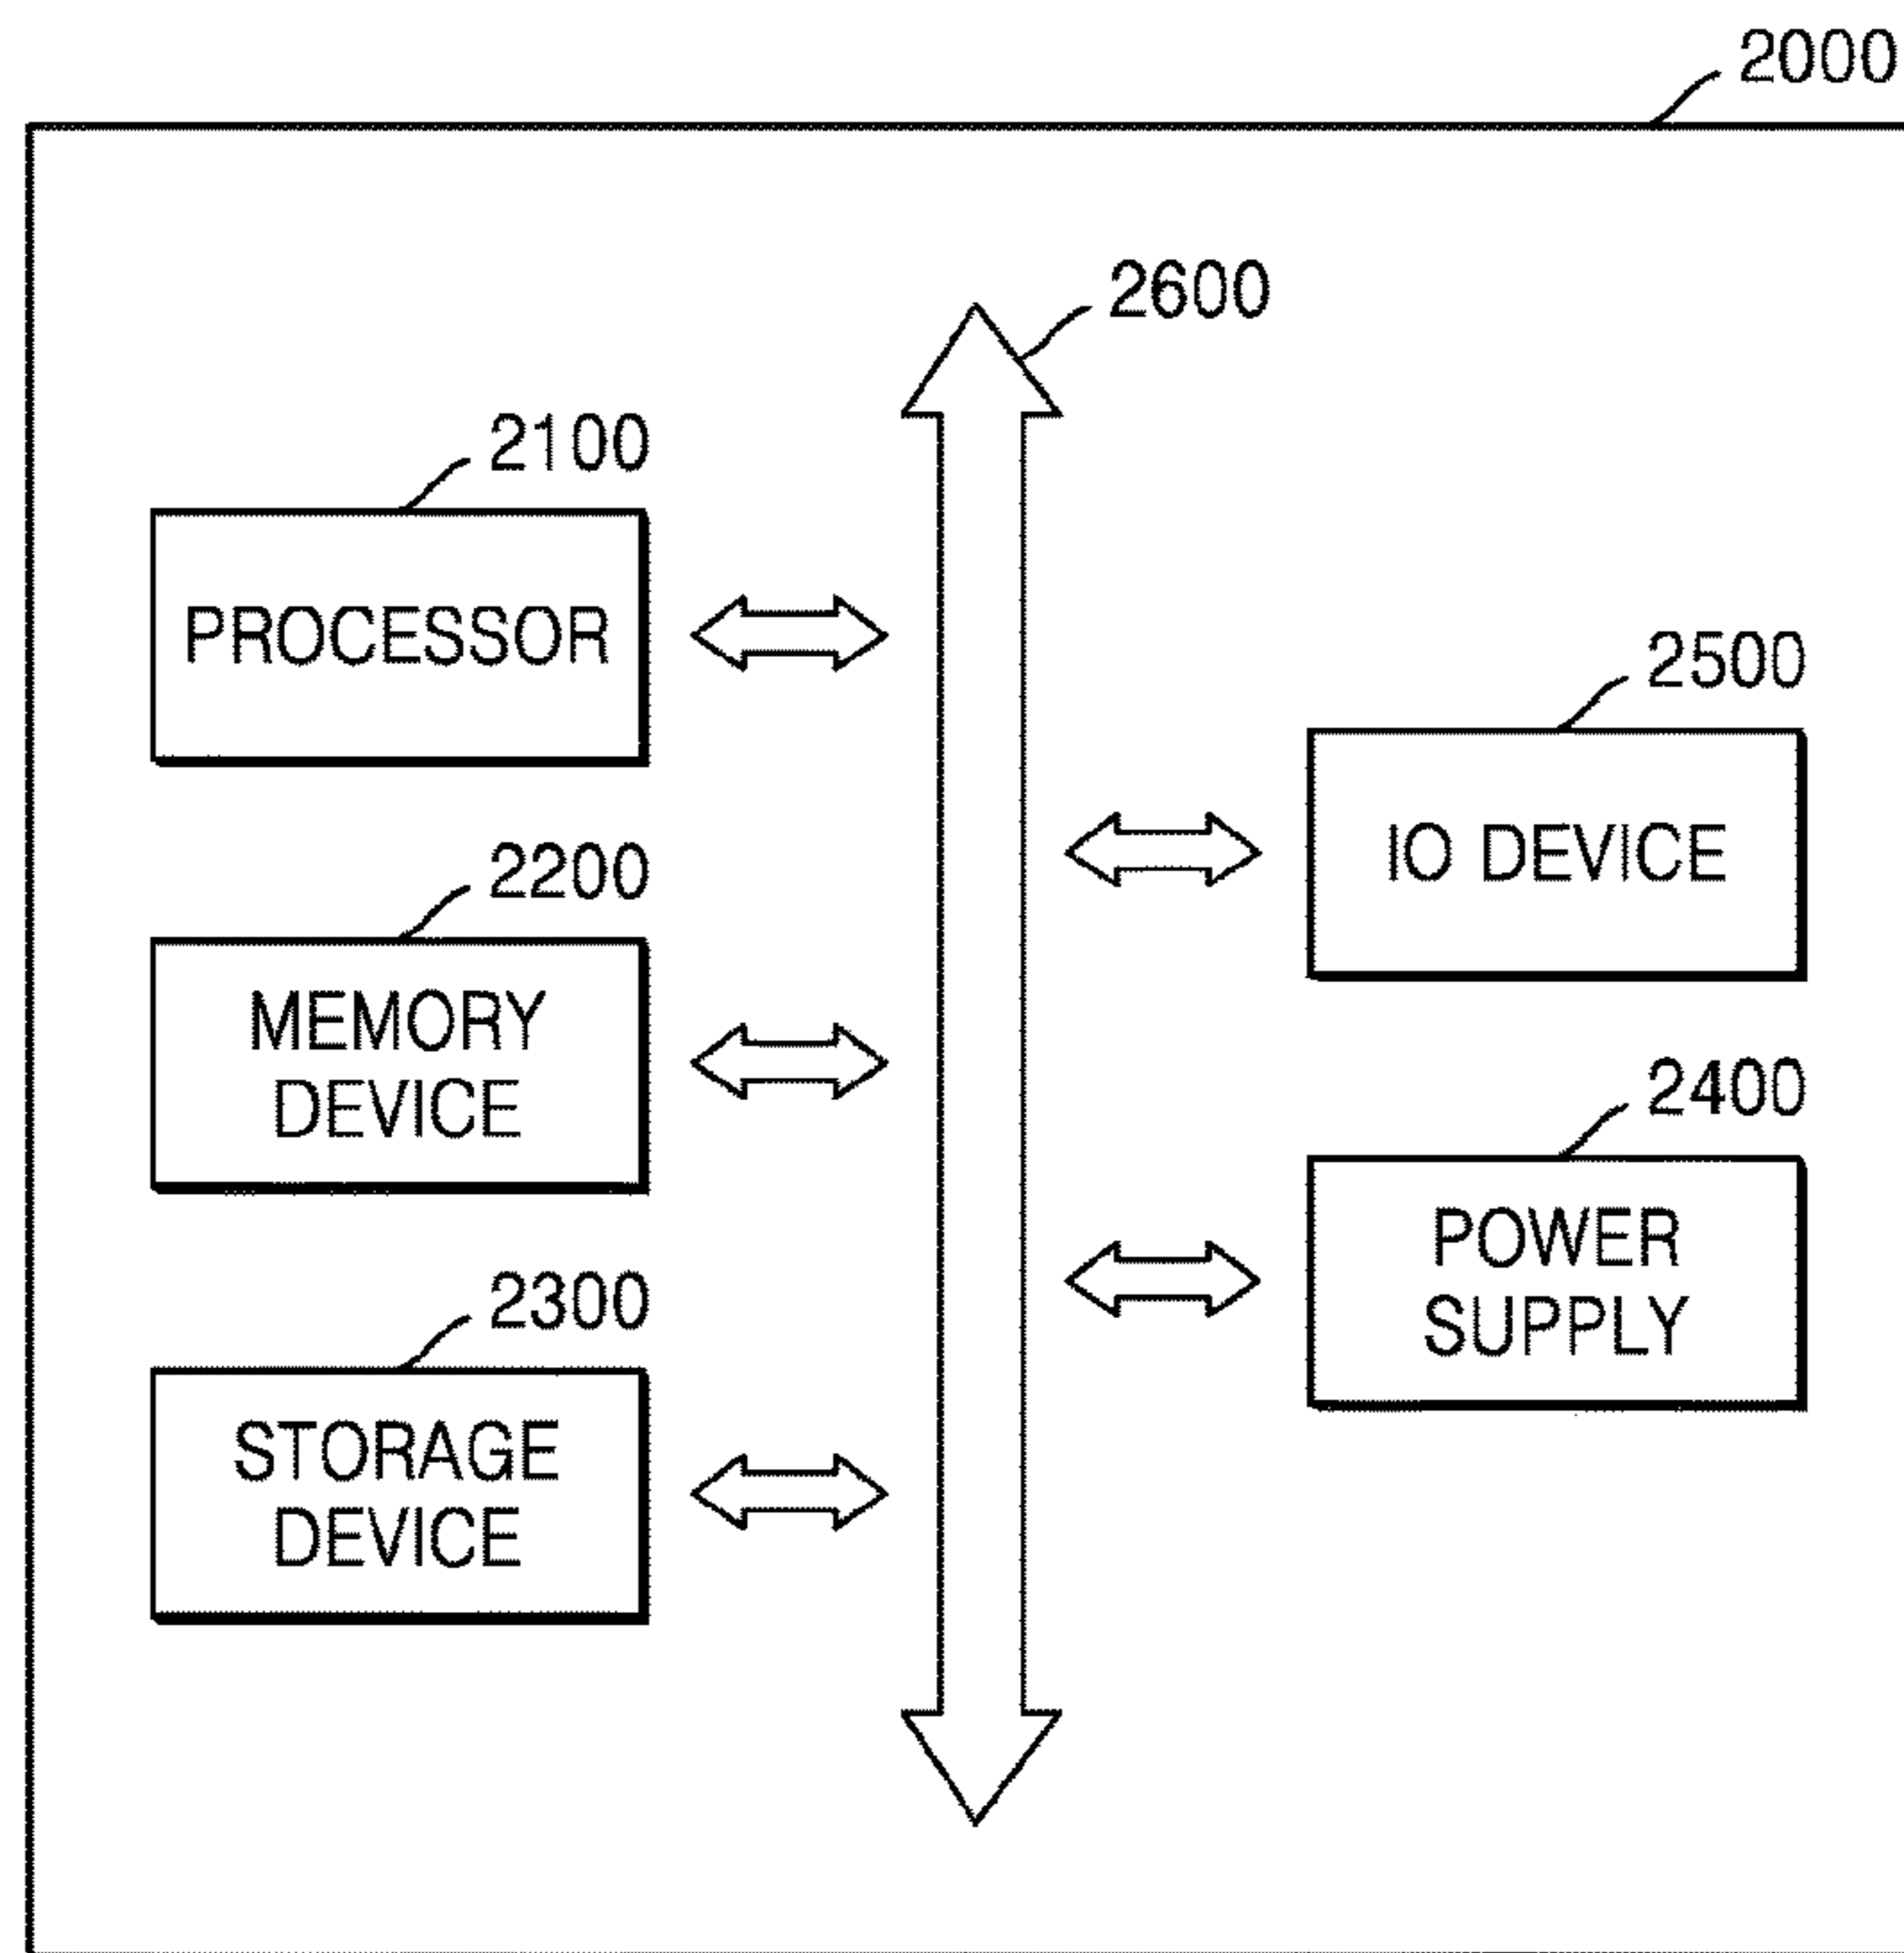 2000
2600
2100
PROCESSOR
2500
IO DEVICE
2200
MEMORY
DEVICE
2400
POWER
SUPPLY
2300
STORAGE
DEVICE